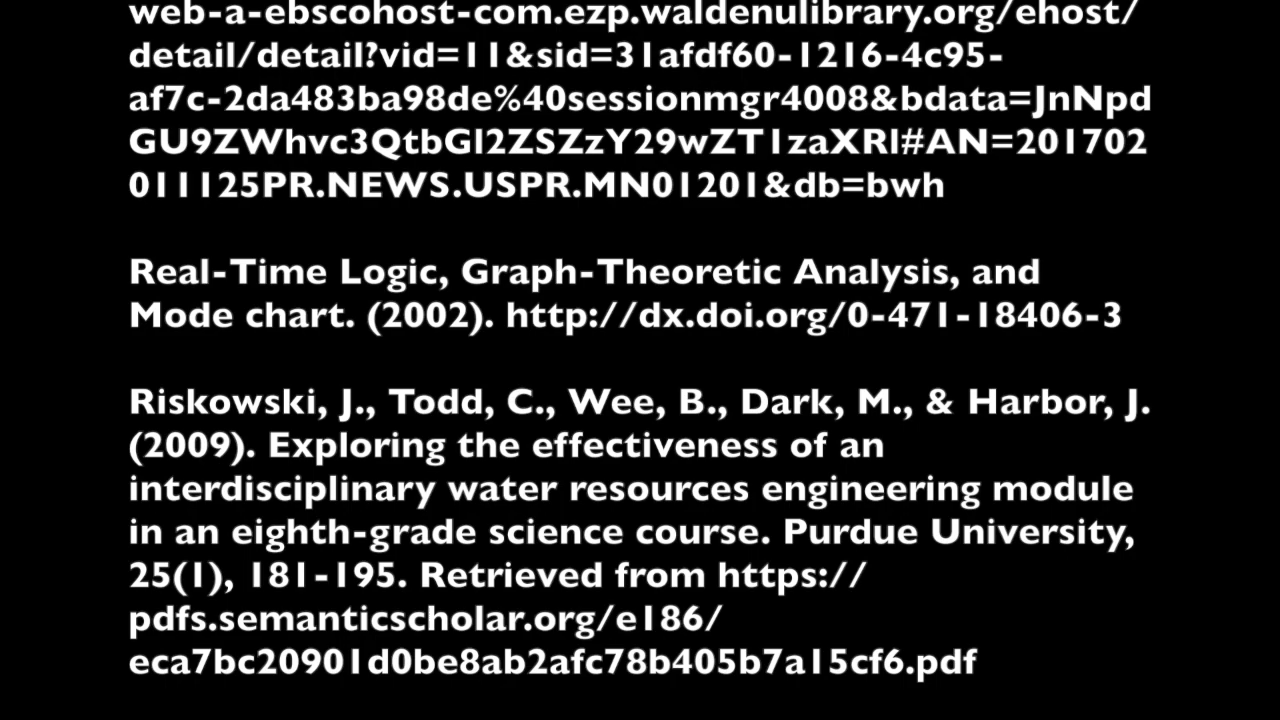 web-a-ebscohost-com.ezp.waldenulibrary.org/ehost/
detail/detail?vid=11&sid=31afdf60-1216-4c95-
af7c-2da483ba98de%40sessionmgr4008&bdata=JnNpd
GU9ZWhvc3QtbGl2ZSZzY29wZT1zaXRl#AN=201702
011125PR.NEWS.USPR.MN01201&db=bwh
Real-Time Logic, Graph-Theoretic Analysis, and
Mode chart. (2002). http://dx.doi.org/0-471-18406-3
Riskowski, J., Todd, C., Wee, B., Dark, M., & Harbor, J.
(2009). Exploring the effectiveness of an
interdisciplinary water resources engineering module
in an eighth-grade science course. Purdue University,
25(1), 181-195. Retrieved from https://
pdfs.semanticscholar.org/e186/
eca7bc20901d0be8ab2afc78b405b7a15cf6.pdf